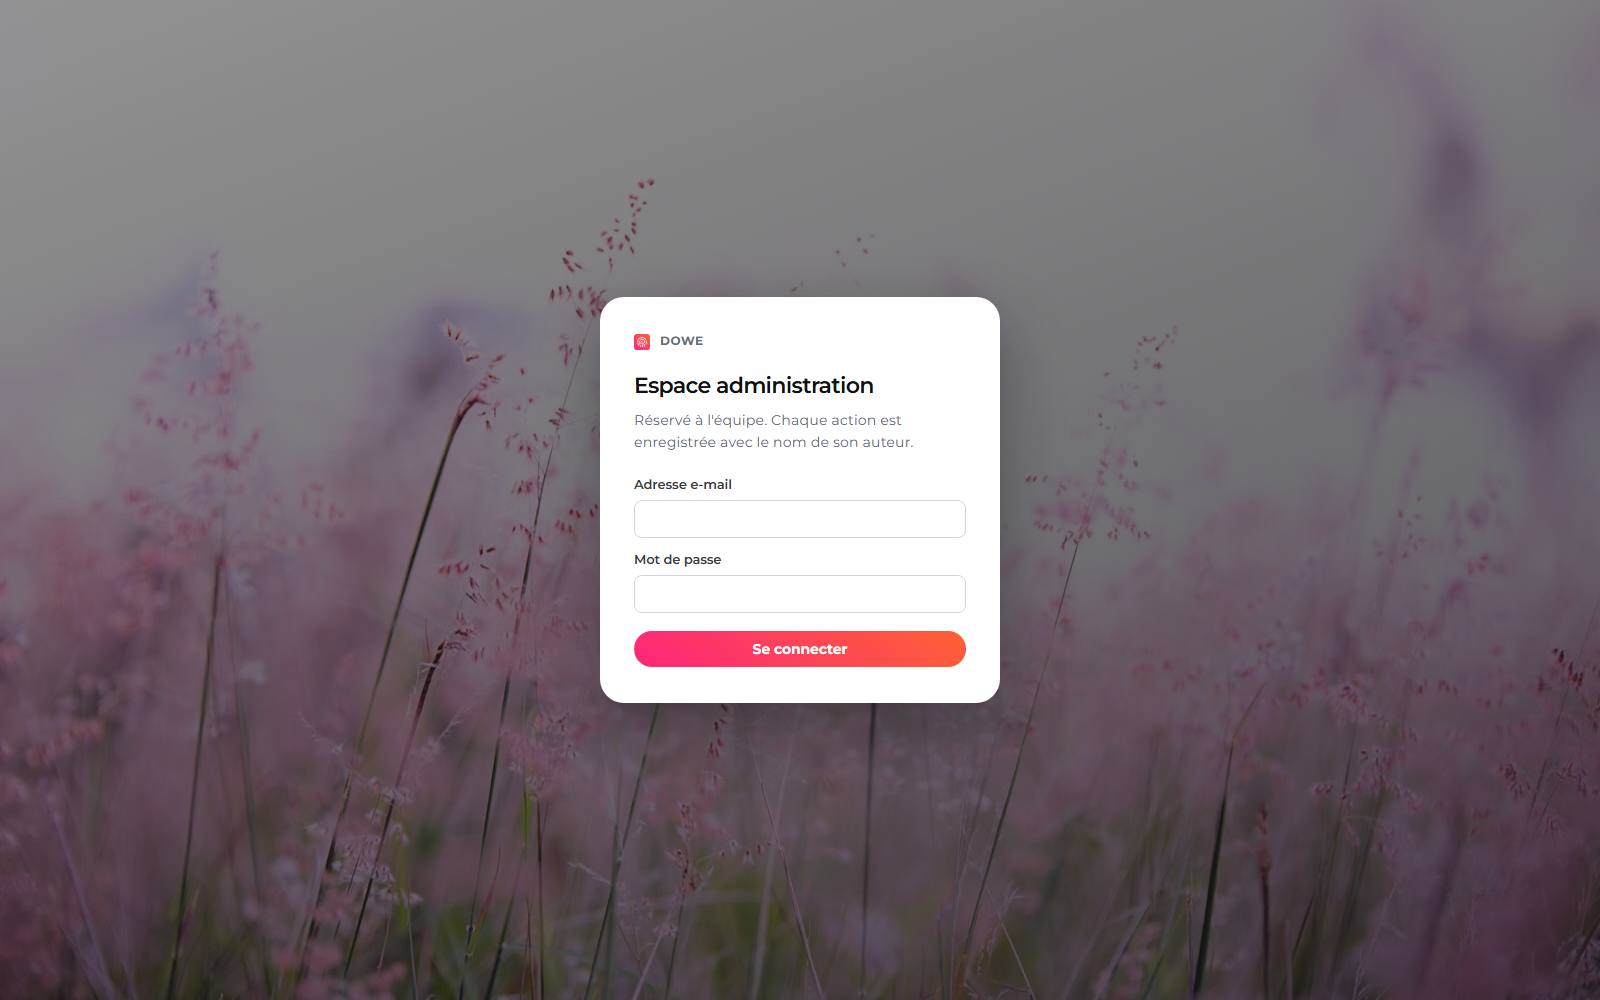 DOWE
Espace administration
Réservé à l'équipe. Chaque action est
enregistrée avec le nom de son auteur.
Adresse e-mail
Mot de passe
Se connecter